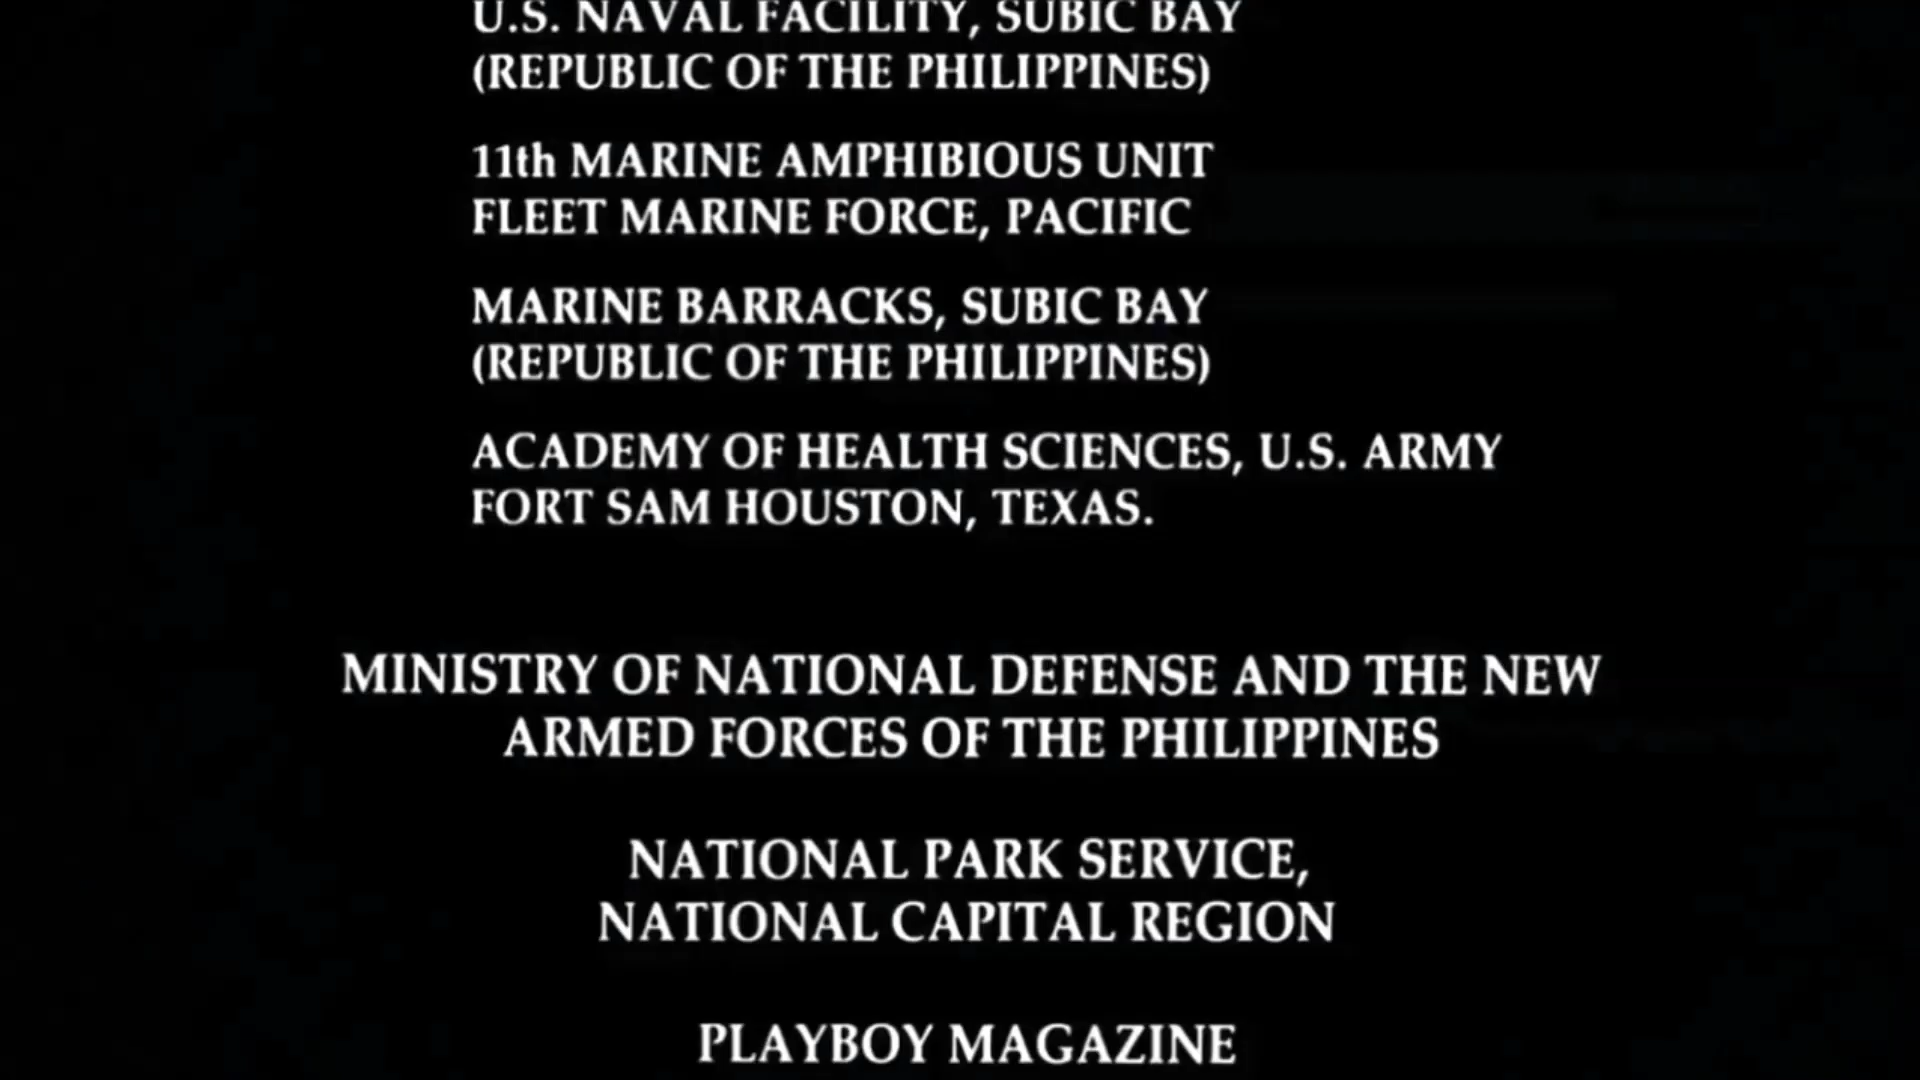 U.S. NAVAL FACILITY, SUBIC BAY
(REPUBLIC OF THE PHILIPPINES)
11th MARINE AMPHIBIOUS UNIT
FLEET MARINE FORCE, PACIFIC
MARINE BARRACKS, SUBIC BAY
(REPUBLIC OF THE PHILIPPINES)
ACADEMY OF HEALTH SCIENCES, U.S. ARMY
FORT SAM HOUSTON, TEXAS.
MINISTRY OF NATIONAL DEFENSE AND THE NEW
ARMED FORCES OF THE PHILIPPINES
NATIONAL PARK SERVICE,
NATIONAL CAPITAL REGION
PLAYBOY MAGAZINE